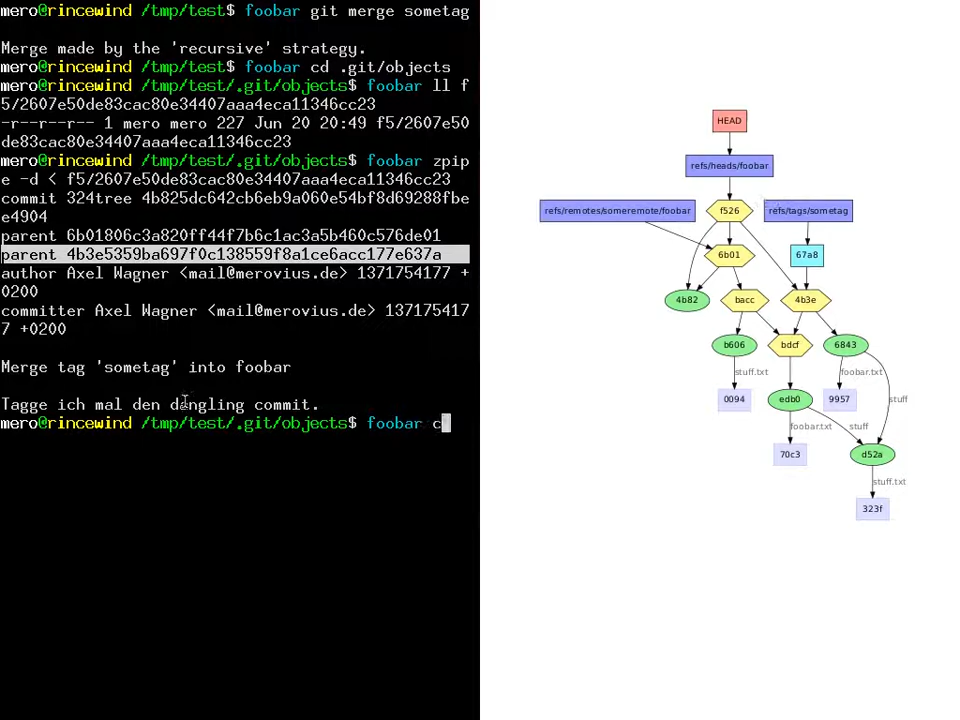 mero@rincewind /tmp/test$ foobar git merge sometag
Merge made by the 'recursive' strategy.
mero@rincewind /tmp/test$ foobar cd .git/objects
mero@rincewind /tmp/test/.git/objects$ foobar ll f
5/2607e50de83cac80e34407aaa4eca11346cc23
-r--r--r-- 1 mero mero 227 Jun 20 20:49 f5/2607e50
de83cac80e34407aaa4eca11346cc23
mero@rincewind /tmp/test/.git/objects$ foobar zpip
e -d < f5/2607e50de83cac80e34407aaa4eca11346cc23
commit 324tree 4b825dc642cb6eb9a060e54bf8d69288fbe
e4904
parent 6b01806c3a820ff44f7b6c1ac3a5b460c576de01
parent 4b3e5359ba697f0c138559f8a1ce6acc177e637a
author Axel Wagner <mail@merovius.de> 1371754177 +
0200
committer Axel Wagner <mail@merovius.de> 137175417
7 +0200
Merge tag 'sometag' into foobar
Tagge ich mal den dangling commit.
mero@rincewind /tmp/test/.git/objects$ foobar c
HEAD
refs/heads/foobar
refs/remotes/someremote/foobar
f526
refs/tags/sometag
6b01
67a8
4b82
bacc
4b3e
b606
bdcf
6843
stuff.txt
foobar.txt
0094
edb0
9957
stuff
foobar.txt
stuff
70c3
d52a
stuff.txt
323f